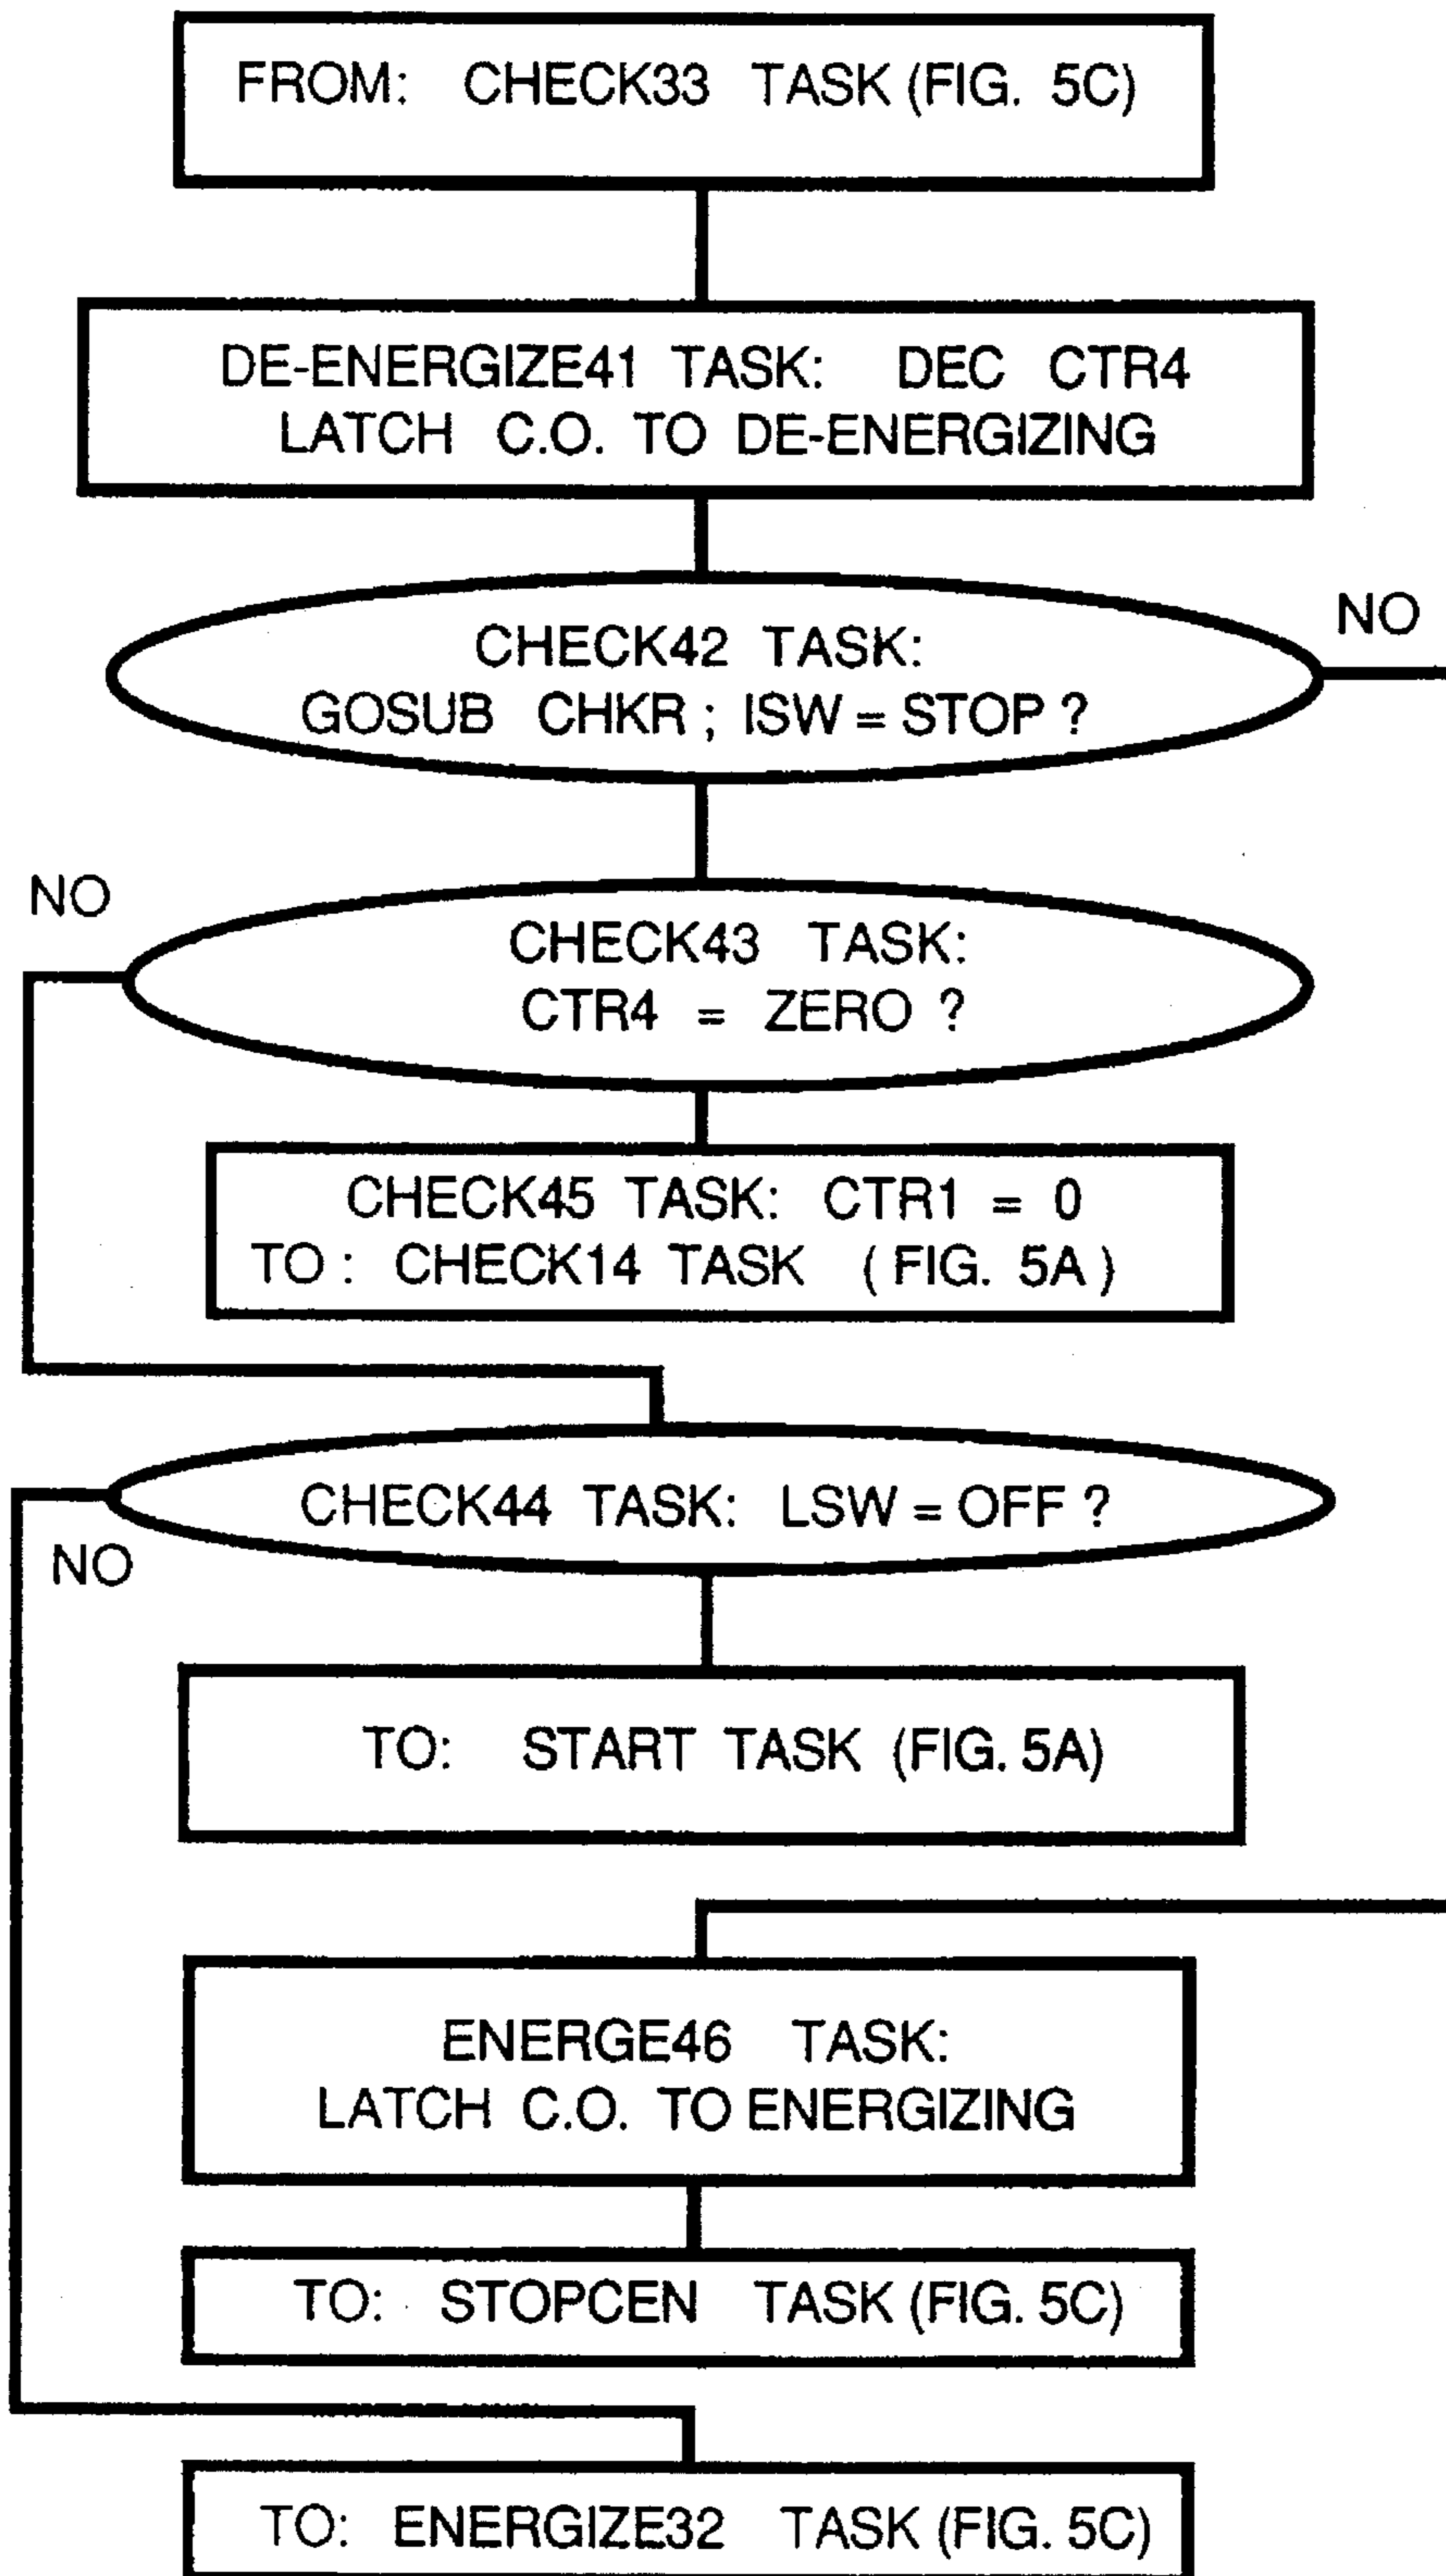 FROM: CHECK33 TASK (FIG. 5C)
DE-ENERGIZE41 TASK: DEC CTR4
LATCH C.O. TO DE-ENERGIZING
NO
CHECK42 TASK:
GOSUB CHKR ; ISW = STOP ?
NO
CHECK43 TASK:
CTR4 = ZERO ?
CHECK45 TASK: CTR1 = 0
TO : CHECK14 TASK ( FIG. 5A )
CHECK44 TASK: LSW = OFF ?
NO
TO: START TASK (FIG. 5A)
ENERGE46 TASK:
LATCH C.O. TO ENERGIZING
TO: STOPCEN TASK (FIG. 5C)
TO: ENERGIZE32 TASK (FIG. 5C)